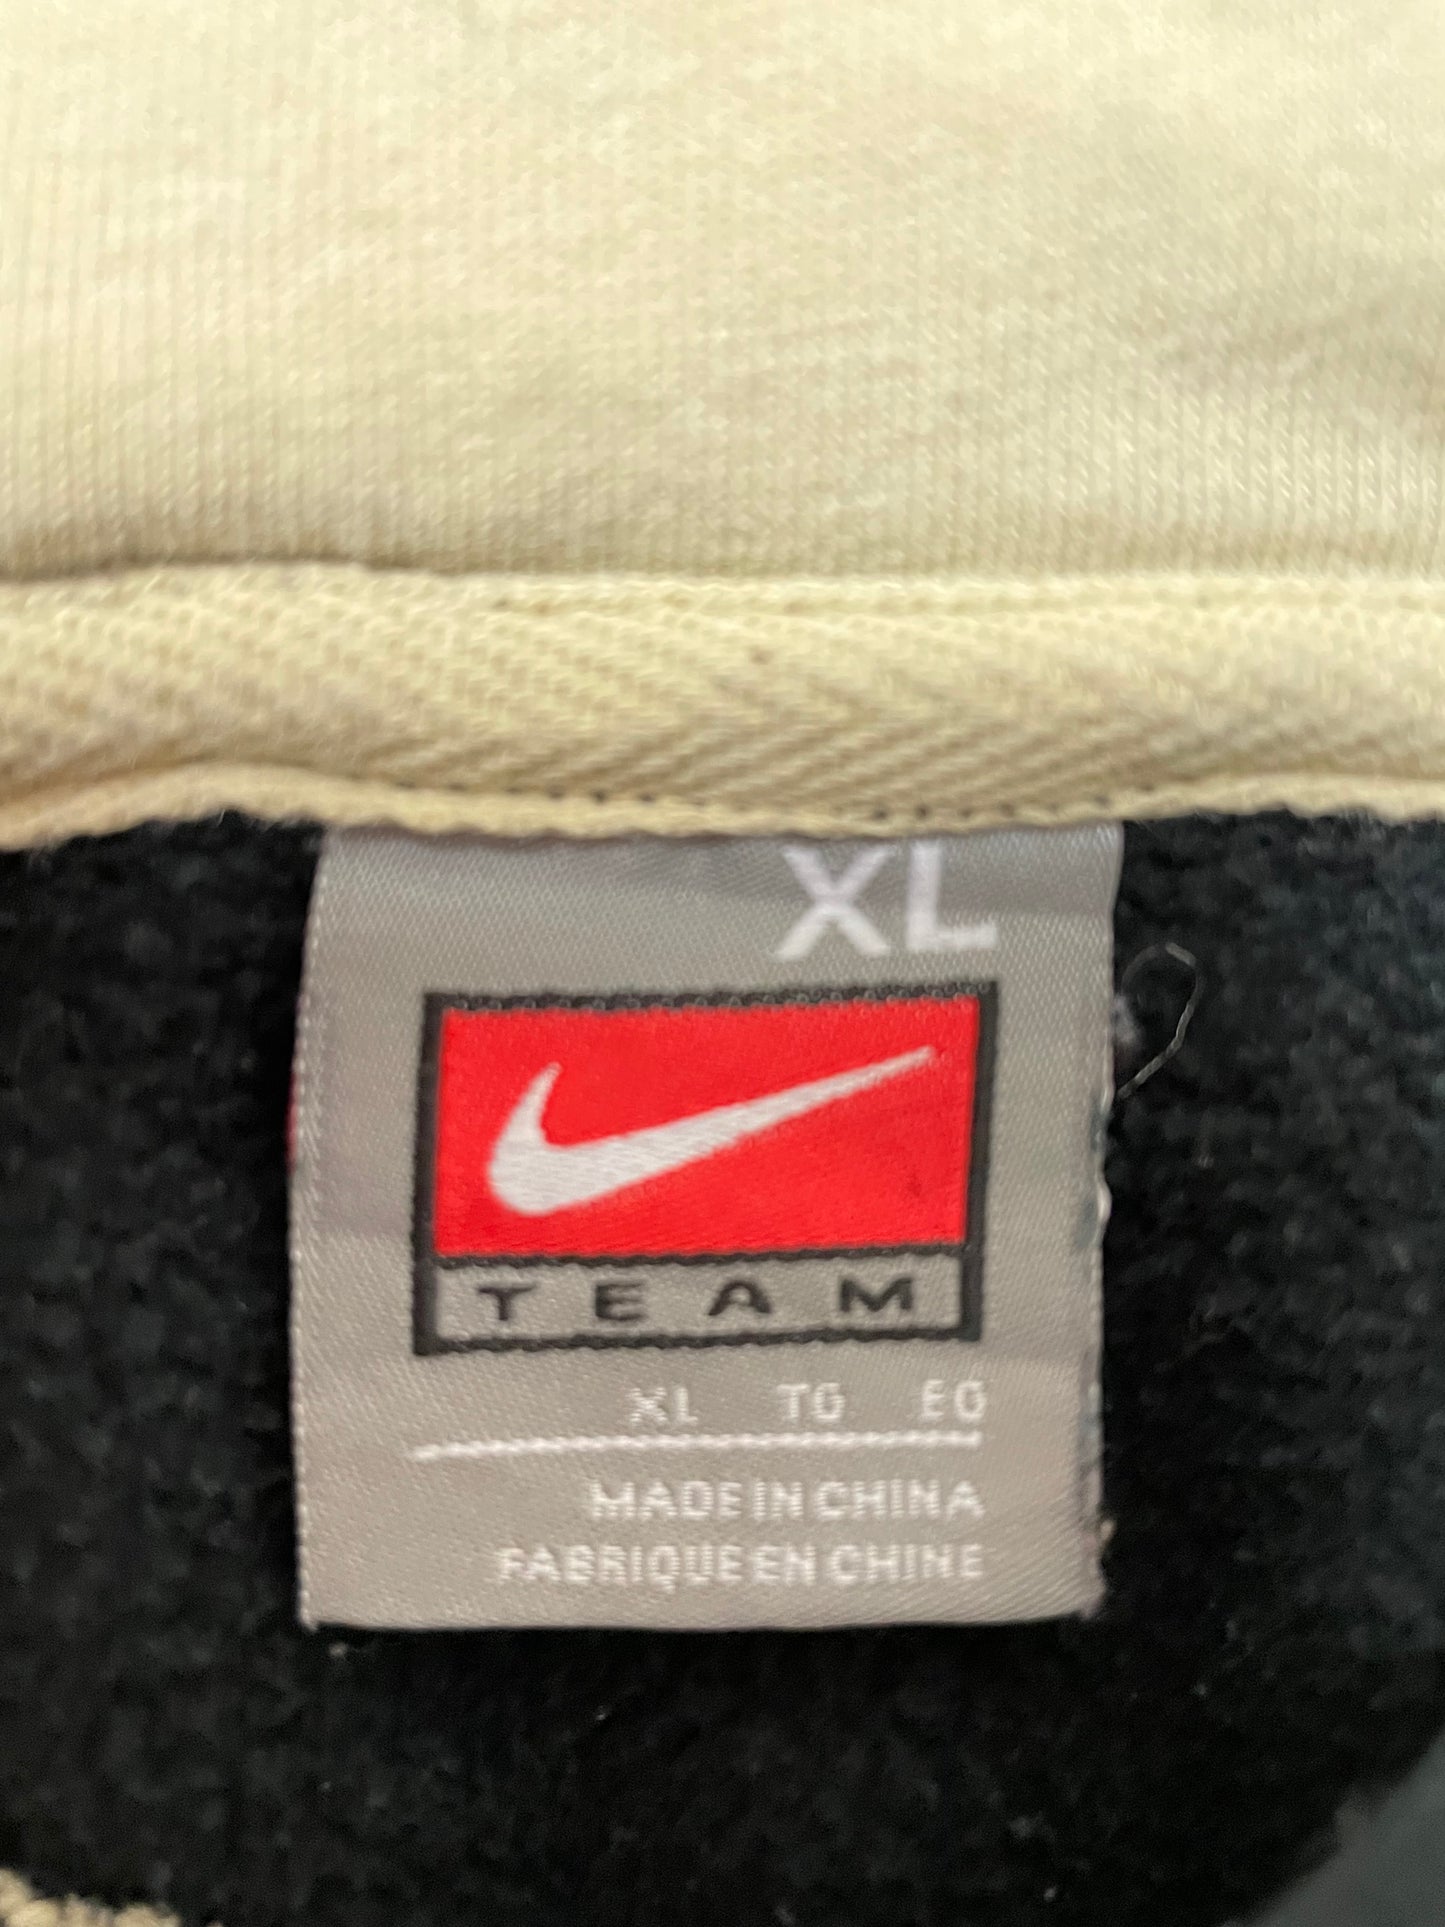 XL
TEAM
XL TG EG
MADE IN CHINA
FABRIQUE EN CHINE